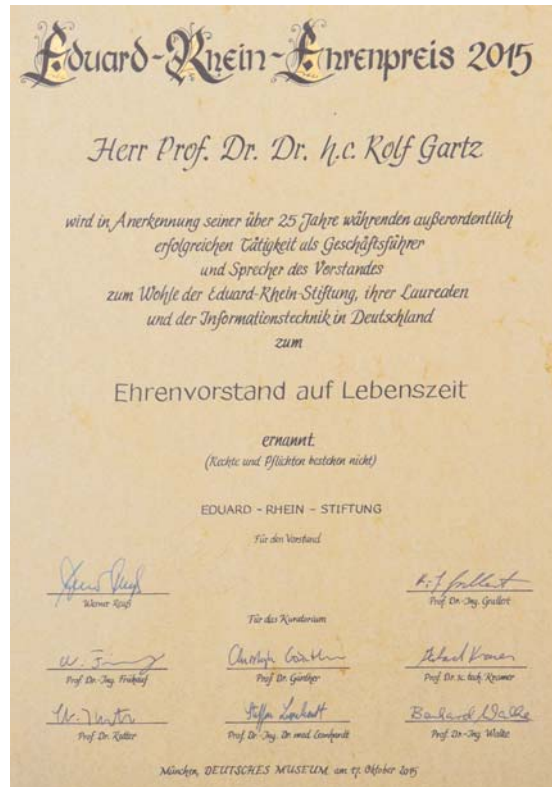 Eduard-Rhein-Ehrenpreis 2015
Herr Prof. Dr. Dr. h.c. Rolf Gartz
wird in Anerkennung seiner über 25 Jahre währenden außerordentlich
erfolgreichen Tätigkeit als Geschäftsführer
und Sprecher des Vorstandes
zum Wohle der Eduard-Rhein-Stiftung, ihrer Laureaten
und der Informationstechnik in Deutschland
zum
Ehrenvorstand auf Lebenszeit
ernannt.
(Rechte und Pflichten bestehen nicht)
EDUARD - RHEIN - STIFTUNG
Für den Vorstand
Werner
Prof. Dr.-Ing. Grallert
Für das Kuratorium
Prof. Dr.-Ing. Frühauf
Prof. Dr. Günther
Prof. Dr. sc. tech. Kramer
Prof. Dr. Rutter
Prof. Dr.-Ing. Dr. med. Leonhardt
Prof. Dr.-Ing. Walke
München, DEUTSCHES MUSEUM am 17. Oktober 2015